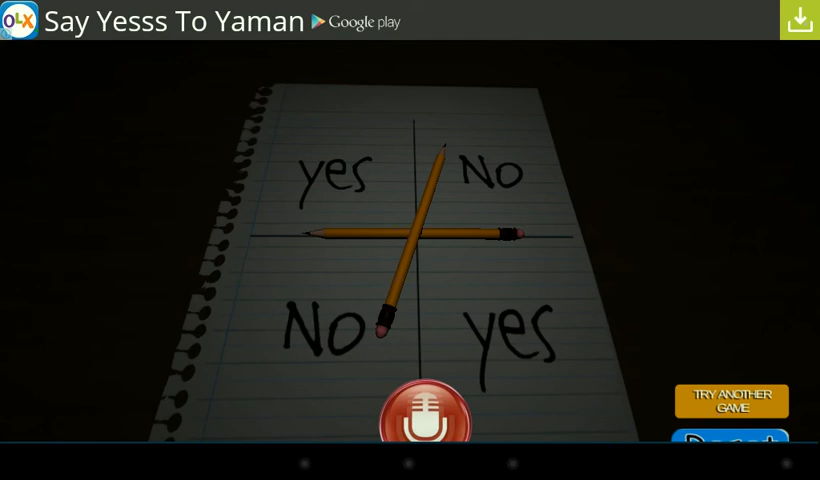 OLX Say Yesss To Yaman Google play
yes No
No yes
TRY ANOTHER
GAME